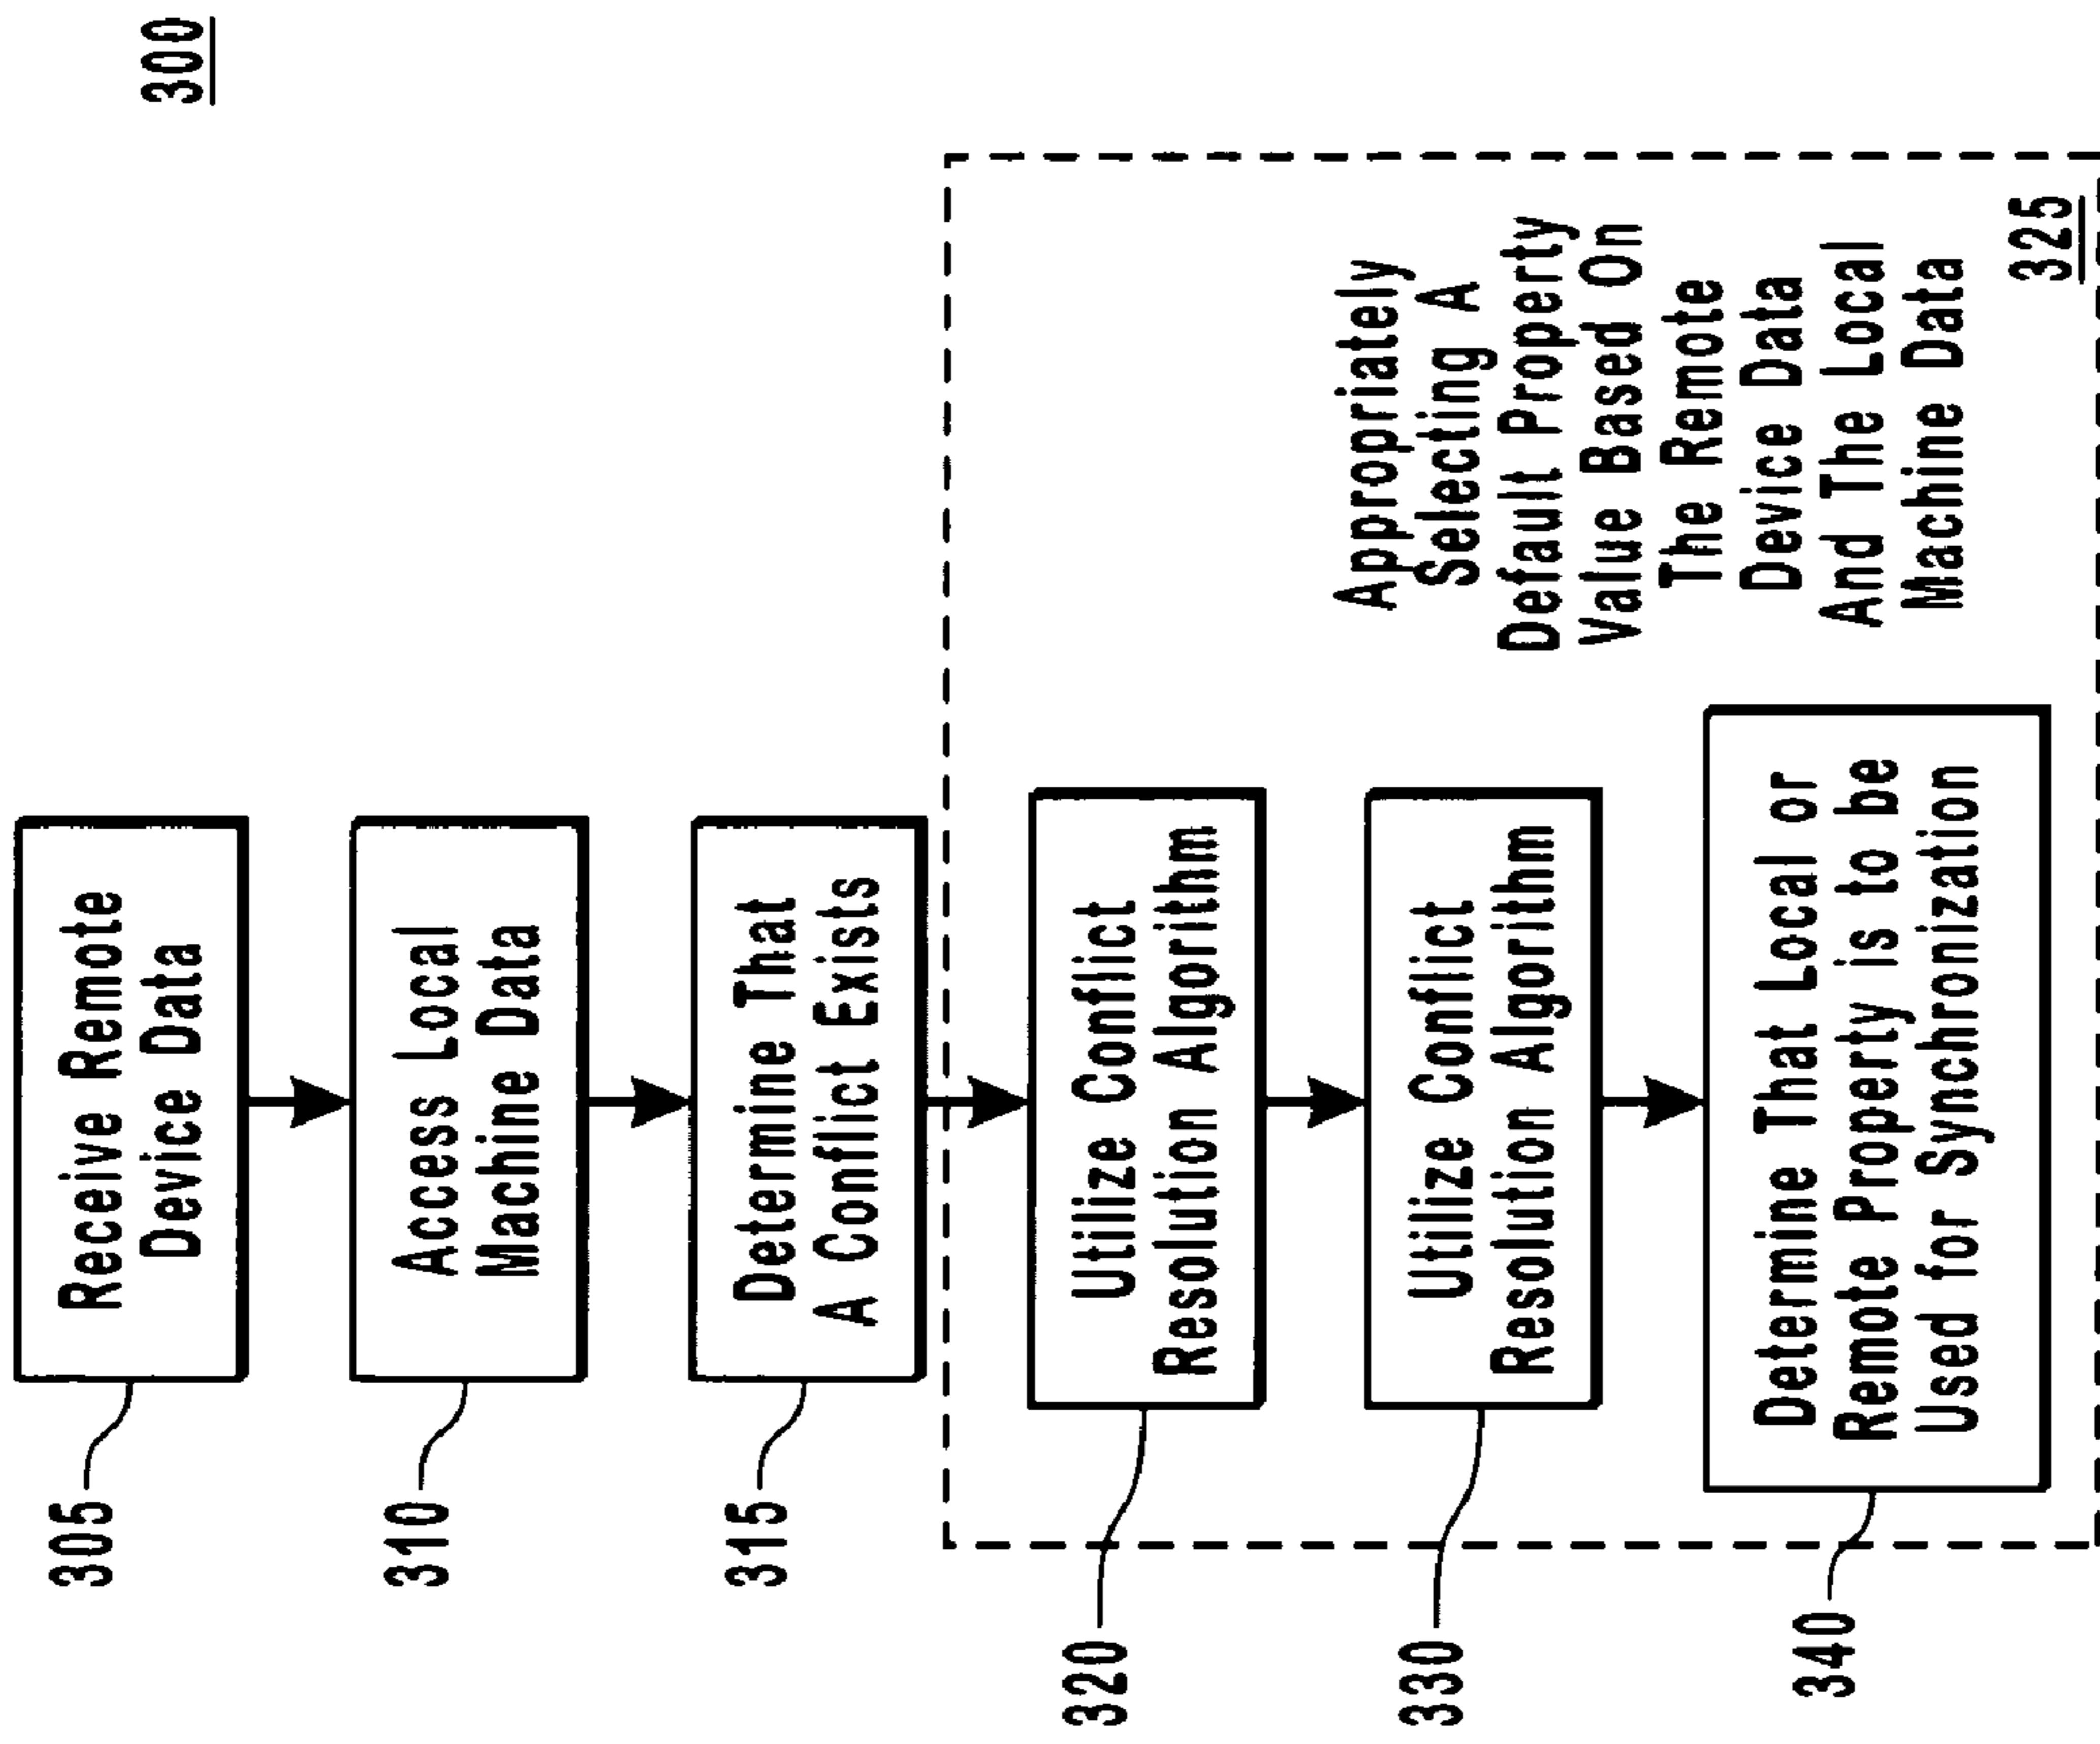 300
305
Receive Remote
Device Data
310
Access Local
Machine Data
315
Determine That
A Conflict Exists
320
Utilize Conflict
Resolution Algorithm
330
Utilize Conflict
Resolution Algorithm
340
Determine That Local or
Remote Property is to be
Used for Synchronization
Appropriately
Selecting A
Default Property
Value Based On
The Remote
Device Data
And The Local
Machine Data
325